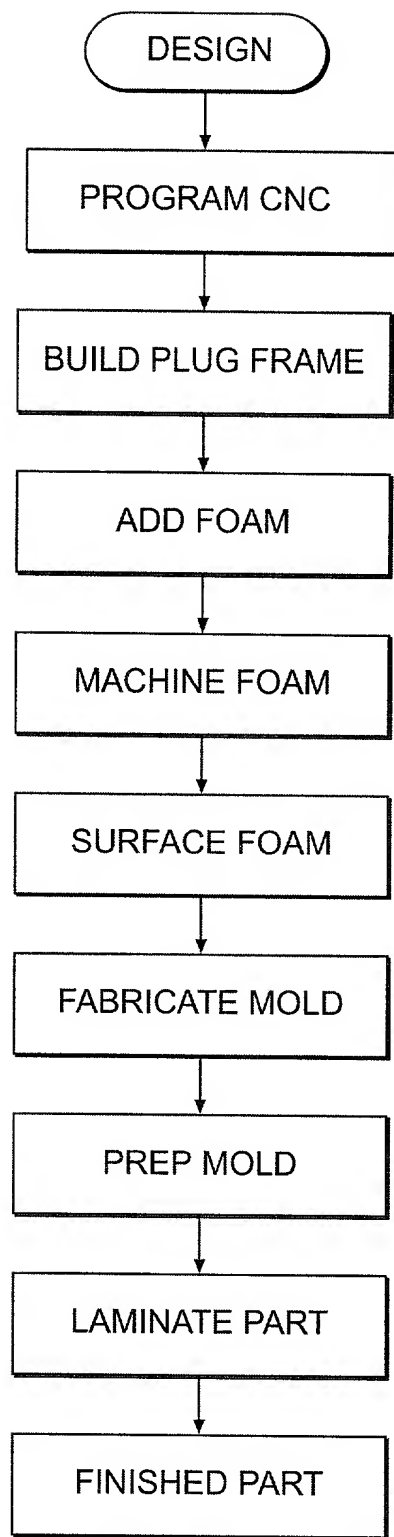 DESIGN
PROGRAM CNC
BUILD PLUG FRAME
ADD FOAM
MACHINE FOAM
SURFACE FOAM
FABRICATE MOLD
PREP MOLD
LAMINATE PART
FINISHED PART